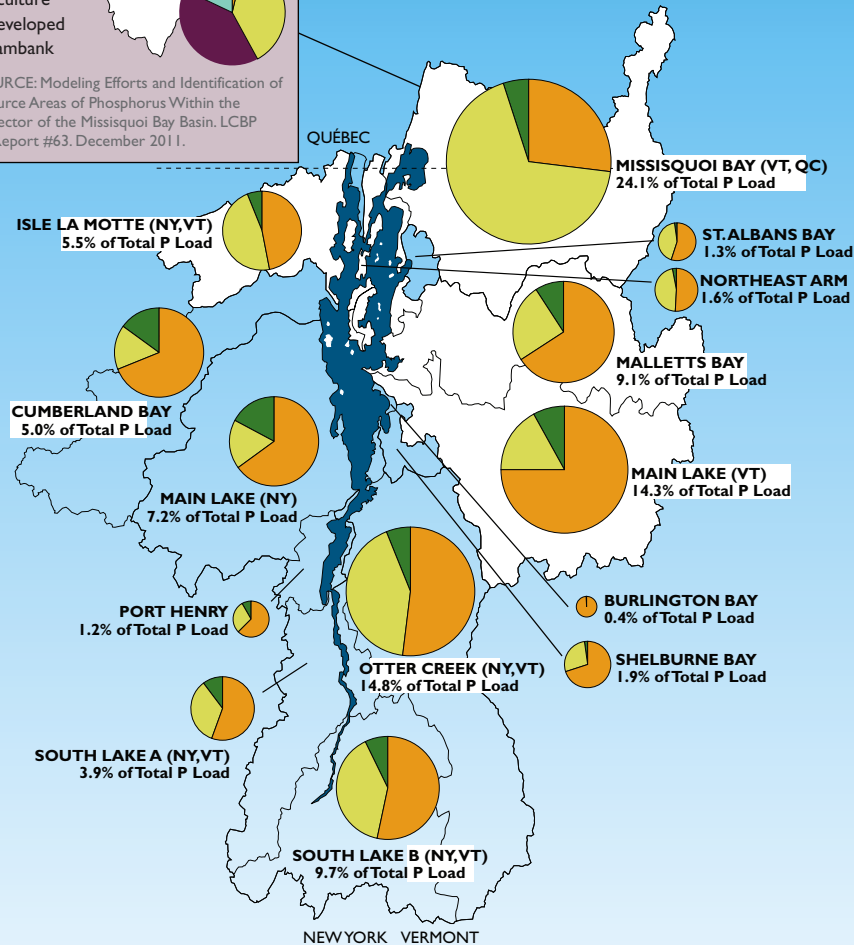 culture
eveloped
ambank
URCE: Modeling Efforts and Identification of
urce Areas of Phosphorus Within the
ector of the Missisquoi Bay Basin. LCBP
eport #63. December 2011.
QUÉBEC
MISSISQUOI BAY (VT, QC)
24.1% of Total P Load
ISLE LA MOTTE (NY,VT)
5.5% of Total P Load
ST. ALBANS BAY
1.3% of Total P Load
NORTHEAST ARM
1.6% of Total P Load
MALLETTS BAY
9.1% of Total P Load
CUMBERLAND BAY
5.0% of Total P Load
MAIN LAKE (VT)
14.3% of Total P Load
MAIN LAKE (NY)
7.2% of Total P Load
BURLINGTON BAY
0.4% of Total P Load
PORT HENRY
1.2% of Total P Load
SHELBURNE BAY
1.9% of Total P Load
OTTER CREEK (NY,VT)
14.8% of Total P Load
SOUTH LAKE A (NY,VT)
3.9% of Total P Load
SOUTH LAKE B (NY,VT)
9.7% of Total P Load
NEW YORK VERMONT